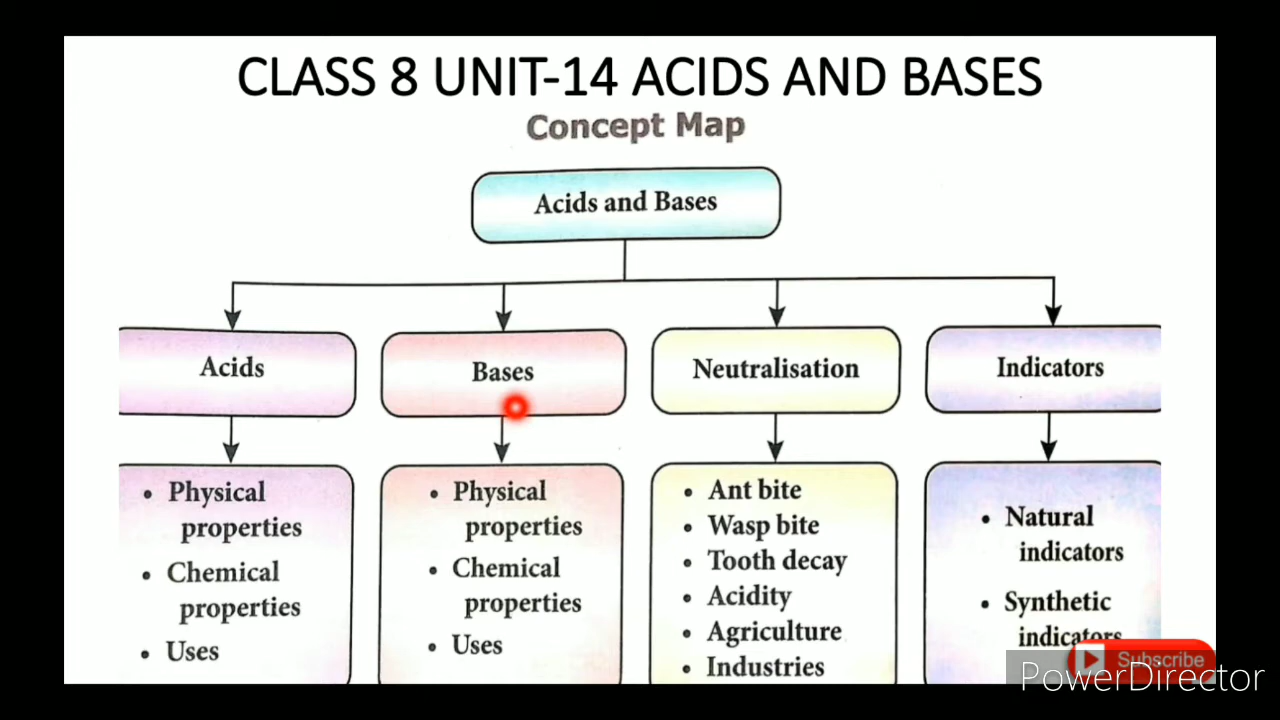 CLASS 8 UNIT-14 ACIDS AND BASES
Concept Map
Acids and Bases
Acids
Bases
Neutralisation
Indicators
• Physical
properties
• Chemical
properties
• Uses
• Physical
properties
• Chemical
properties
• Uses
• Ant bite
• Wasp bite
• Tooth decay
• Acidity
• Agriculture
• Industries
• Natural
indicators
• Synthetic
indicators
Subscribe
PowerDirector